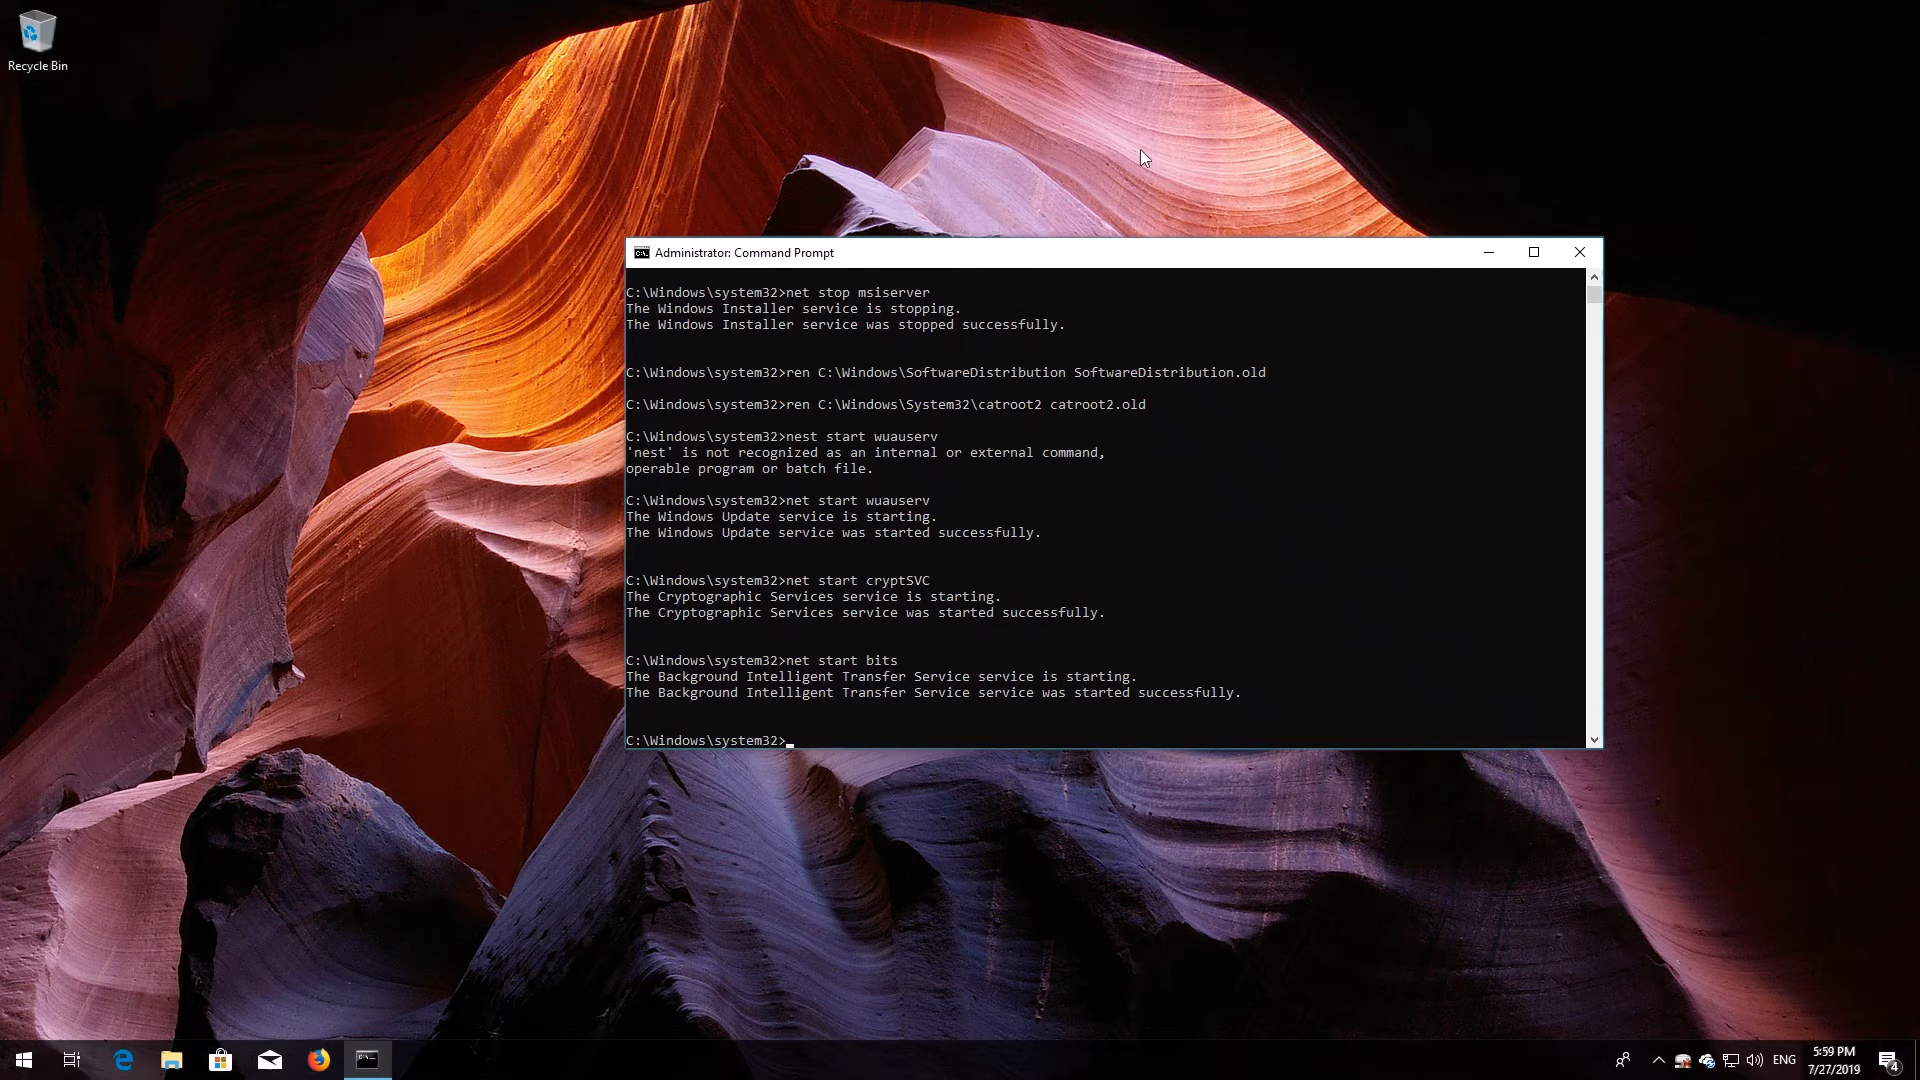 Recycle Bin
Administrator: Command Prompt
C:\Windows\system32>net stop msiserver
The Windows Installer service is stopping.
The Windows Installer service was stopped successfully.
C:\Windows\system32>ren C:\Windows\SoftwareDistribution SoftwareDistribution.old
C:\Windows\system32>ren C:\Windows\System32\catroot2 catroot2.old
C:\Windows\system32>nest start wuauserv
'nest' is not recognized as an internal or external command,
operable program or batch file.
C:\Windows\system32>net start wuauserv
The Windows Update service is starting.
The Windows Update service was started successfully.
C:\Windows\system32>net start cryptSVC
The Cryptographic Services service is starting.
The Cryptographic Services service was started successfully.
C:\Windows\system32>net start bits
The Background Intelligent Transfer Service service is starting.
The Background Intelligent Transfer Service service was started successfully.
C:\Windows\system32>
ENG
5:59 PM
7/27/2019
4